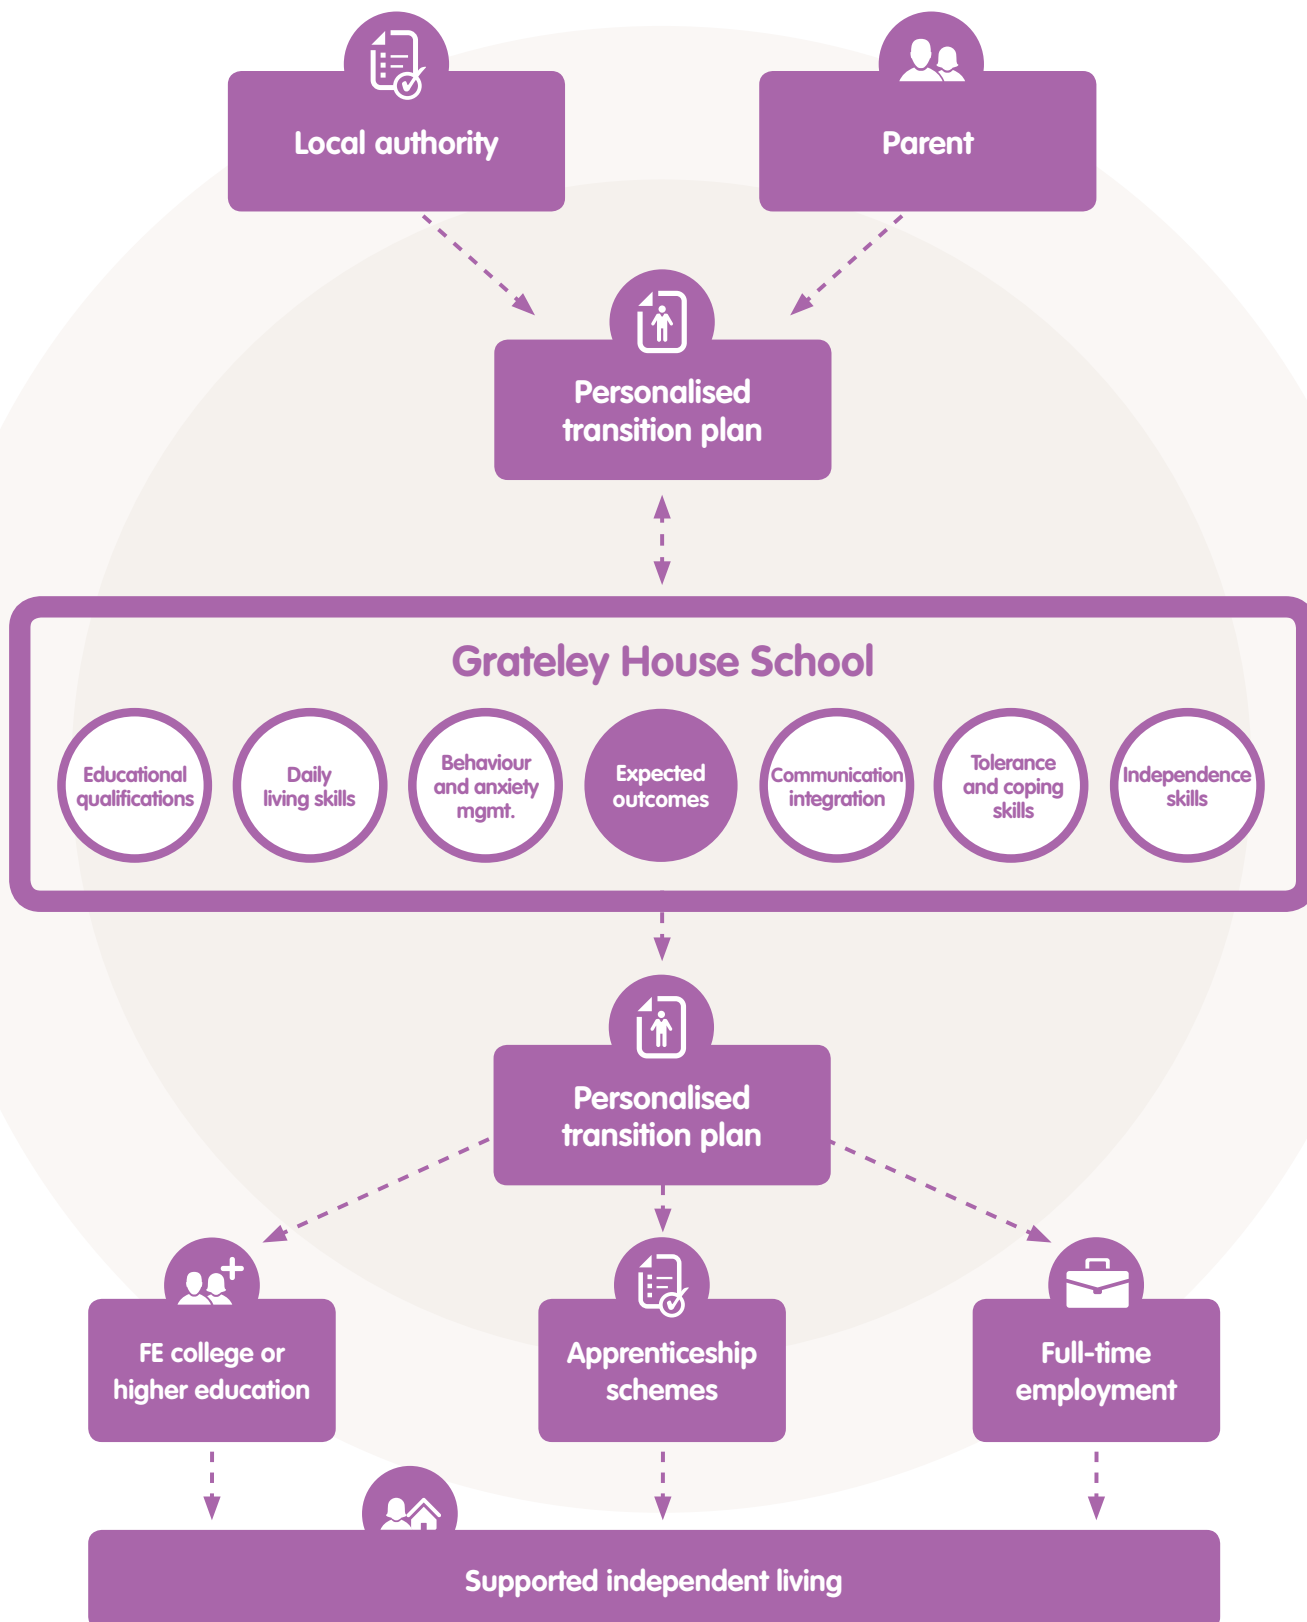 Local authority
Parent
Personalised
transition plan
Grateley House School
Educational
qualifications
Daily
living skills
Behaviour
and anxiety
mgmt.
Expected
outcomes
Communication
integration
Tolerance
and coping
skills
Independence
skills
Personalised
transition plan
FE college or
higher education
Apprenticeship
schemes
Full-time
employment
Supported independent living